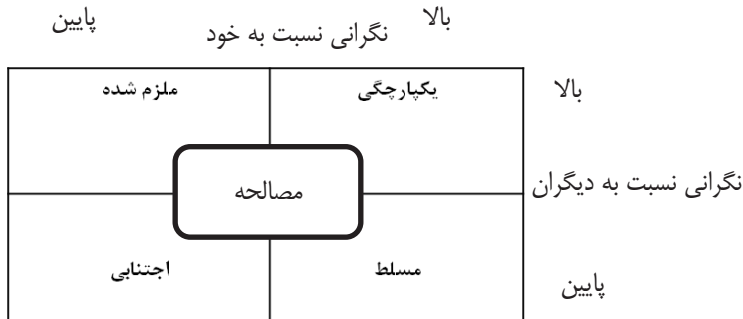 بالا
پایین
نگرانی نسبت به خود
بالا
یکپارچگی
ملزم شده
نگرانی نسبت به دیگران
مصالحه
مسلط
اجتنابی
پایین